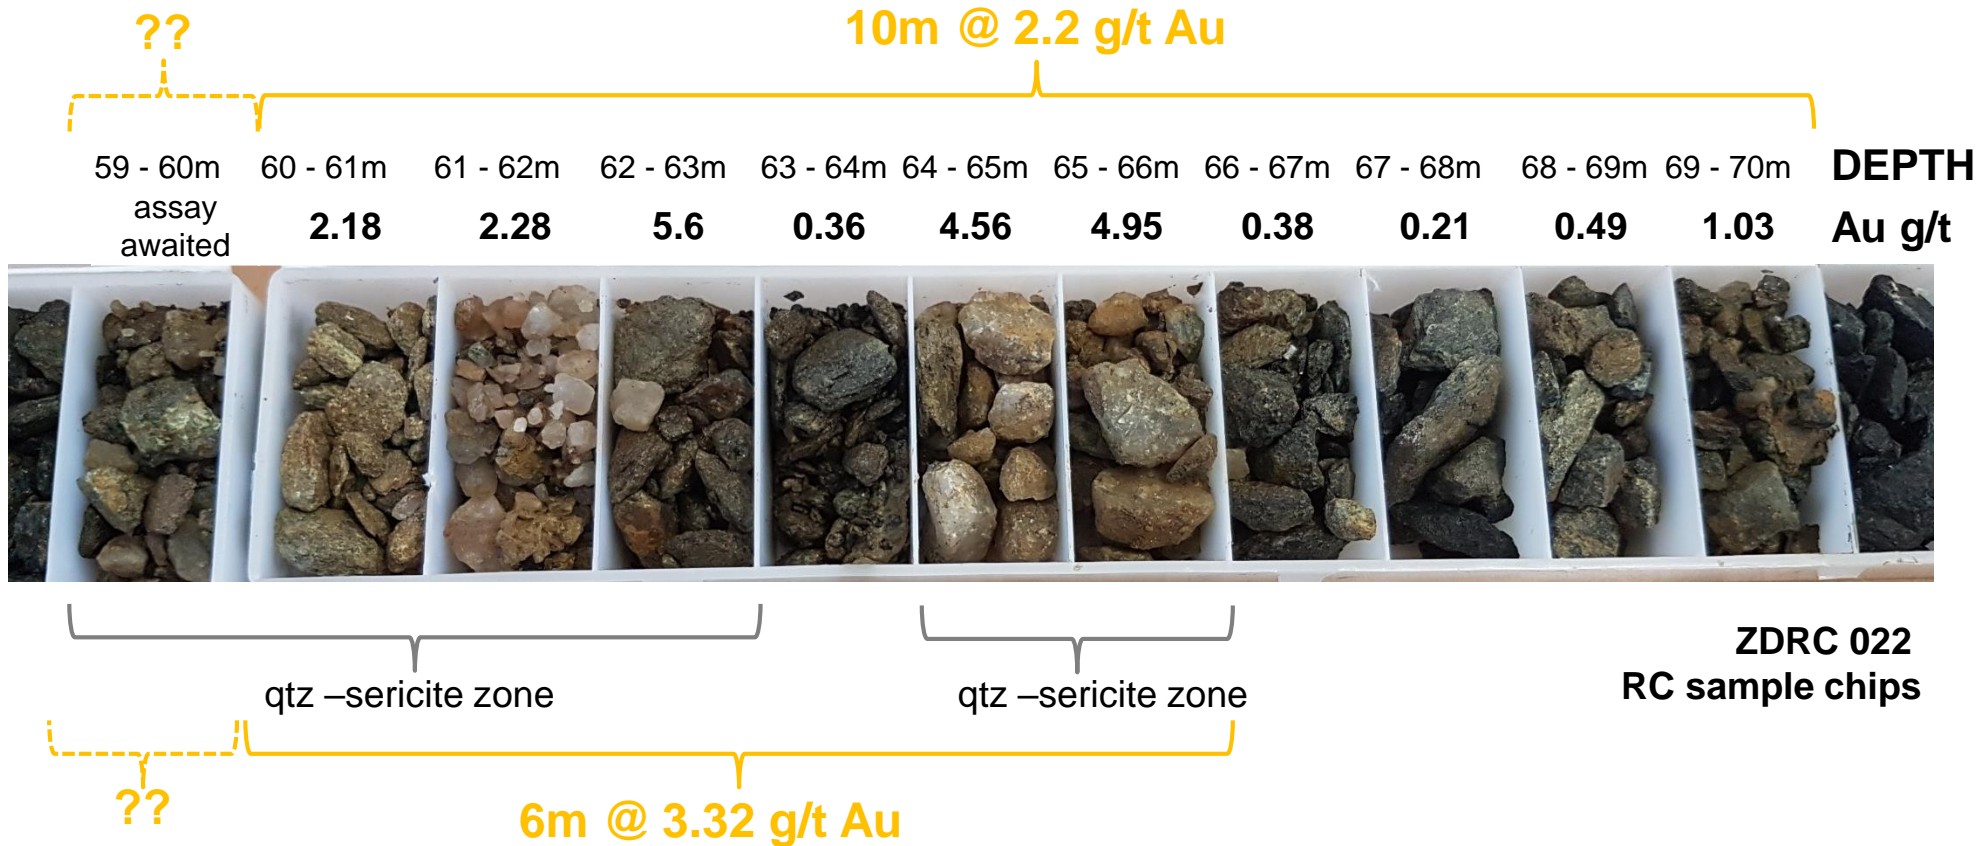 ??
10m @ 2.2 g/t Au
59 - 60m 60 - 61m 61 - 62m 62 - 63m 63 - 64m 64 - 65m 65 - 66m 66 - 67m 67 - 68m 68 - 69m 69 - 70m DEPTH
assay
awaited
2.18 2.28 5.6 0.36 4.56 4.95 0.38 0.21 0.49 1.03 Au g/t
qtz –sericite zone
qtz –sericite zone
ZDRC 022
RC sample chips
??
6m @ 3.32 g/t Au